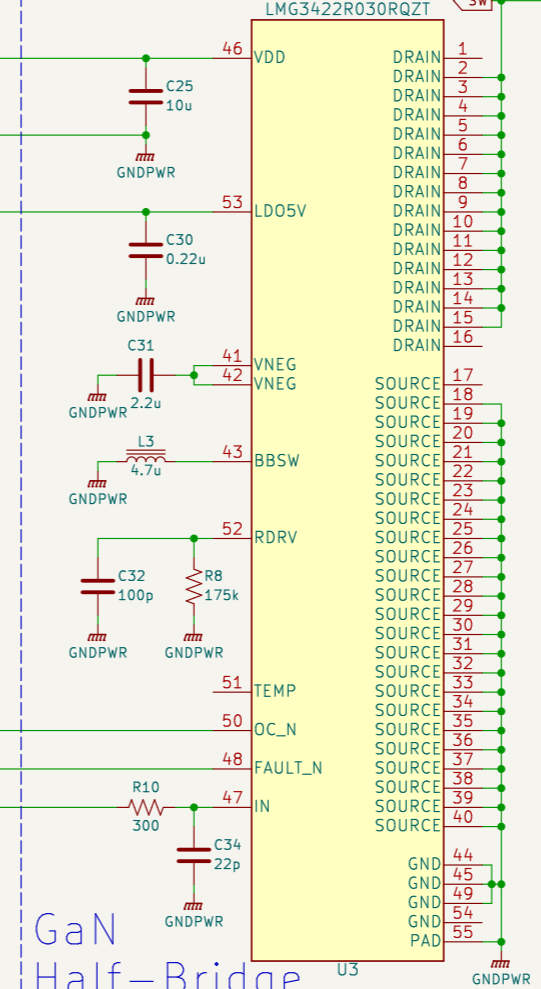 SW
LMG3422R030RQZT
46 VDD
C25
10u
GNDPWR
53 LDO5V
C30
0.22u
GNDPWR
C31
2.2u
GNDPWR
41 VNEG
42 VNEG
L3
4.7u
GNDPWR
43 BBSW
52 RDRV
C32
100p
R8
175k
GNDPWR
GNDPWR
51 TEMP
50 OC_N
48 FAULT_N
47 IN
R10
300
C34
22p
GNDPWR
DRAIN 1
DRAIN 2
DRAIN 3
DRAIN 4
DRAIN 5
DRAIN 6
DRAIN 7
DRAIN 8
DRAIN 9
DRAIN 10
DRAIN 11
DRAIN 12
DRAIN 13
DRAIN 14
DRAIN 15
DRAIN 16
SOURCE 17
SOURCE 18
SOURCE 19
SOURCE 20
SOURCE 21
SOURCE 22
SOURCE 23
SOURCE 24
SOURCE 25
SOURCE 26
SOURCE 27
SOURCE 28
SOURCE 29
SOURCE 30
SOURCE 31
SOURCE 32
SOURCE 33
SOURCE 34
SOURCE 35
SOURCE 36
SOURCE 37
SOURCE 38
SOURCE 39
SOURCE 40
GND 44
GND 45
GND 49
GND 54
PAD 55
U3
GNDPWR
GaN
Half-Bridge